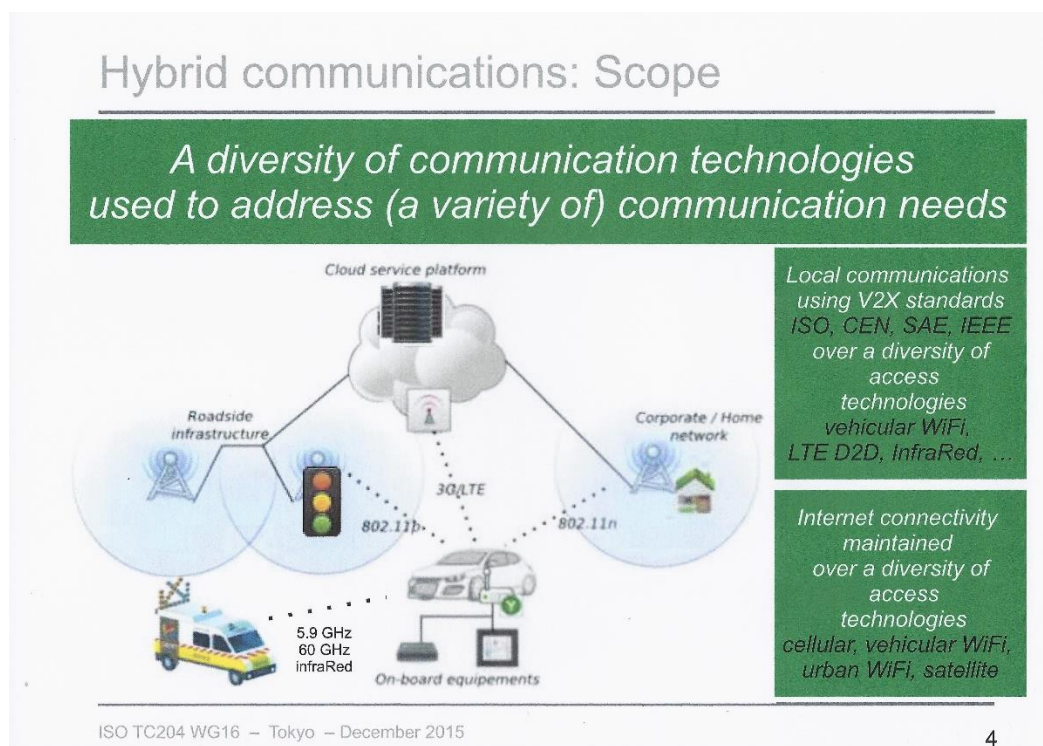 Hybrid communications: Scope
A diversity of communication technologies
used to address (a variety of) communication needs
Cloud service platform
Roadside
infrastructure
Corporate / Home
network
3G/LTE
802.11p
802.11n
5.9 GHz
60 GHz
infraRed
On-board equipements
Local communications
using V2X standards
ISO, CEN, SAE, IEEE
over a diversity of
access
technologies
vehicular WiFi,
LTE D2D, InfraRed, ...
Internet connectivity
maintained
over a diversity of
access
technologies
cellular, vehicular WiFi,
urban WiFi, satellite
ISO TC204 WG16 – Tokyo – December 2015
4